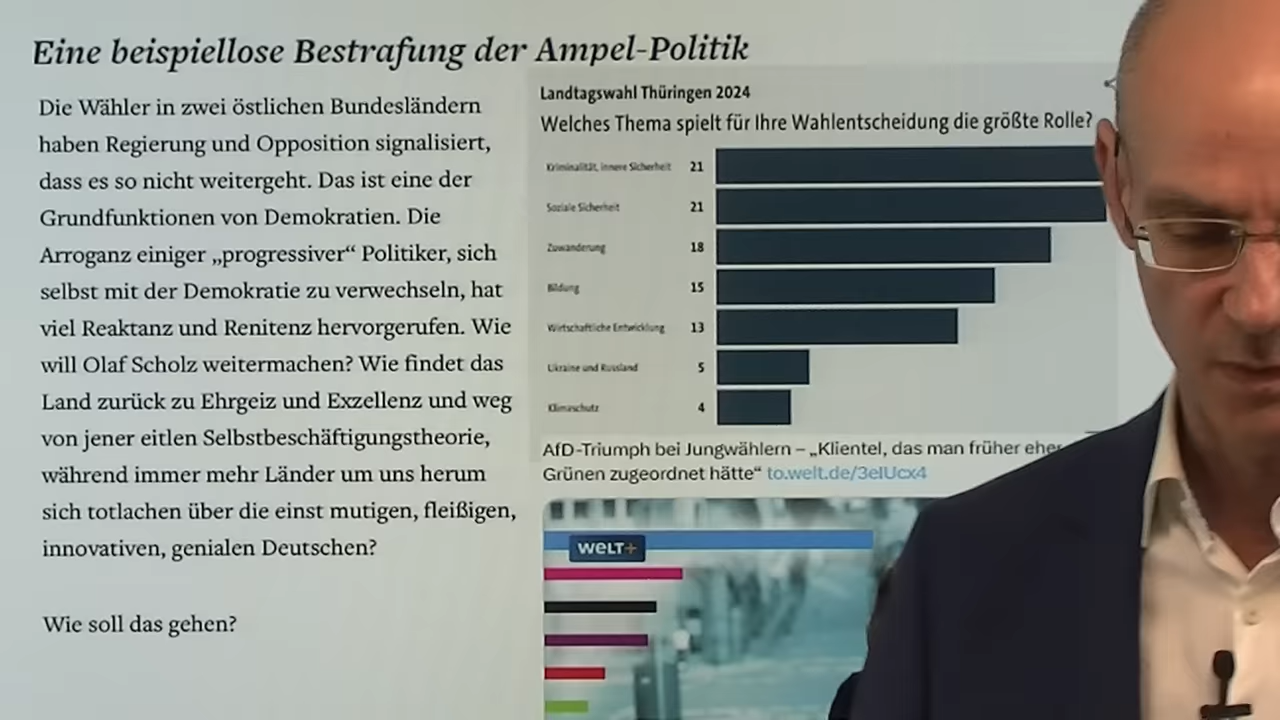 Eine beispiellose Bestrafung der Ampel-Politik
Die Wähler in zwei östlichen Bundesländern
haben Regierung und Opposition signalisiert,
dass es so nicht weitergeht. Das ist eine der
Grundfunktionen von Demokratien. Die
Arroganz einiger „progressiver“ Politiker, sich
selbst mit der Demokratie zu verwechseln, hat
viel Reaktanz und Renitenz hervorgerufen. Wie
will Olaf Scholz weitermachen? Wie findet das
Land zurück zu Ehrgeiz und Exzellenz und weg
von jener eitlen Selbstbeschäftigungstheorie,
während immer mehr Länder um uns herum
sich totlachen über die einst mutigen, fleißigen,
innovativen, genialen Deutschen?
Wie soll das gehen?
Landtagswahl Thüringen 2024
Welches Thema spielt für Ihre Wahlentscheidung die größte Rolle?
Kriminalität, innere Sicherheit 21
Soziale Sicherheit 21
Zuwanderung 18
Bildung 15
Wirtschaftliche Entwicklung 13
Ukraine und Russland 5
Klimaschutz 4
AfD-Triumph bei Jungwählern – „Klientel, das man früher eher
Grünen zugeordnet hätte“ to.welt.de/3eIUcx4
WELT+